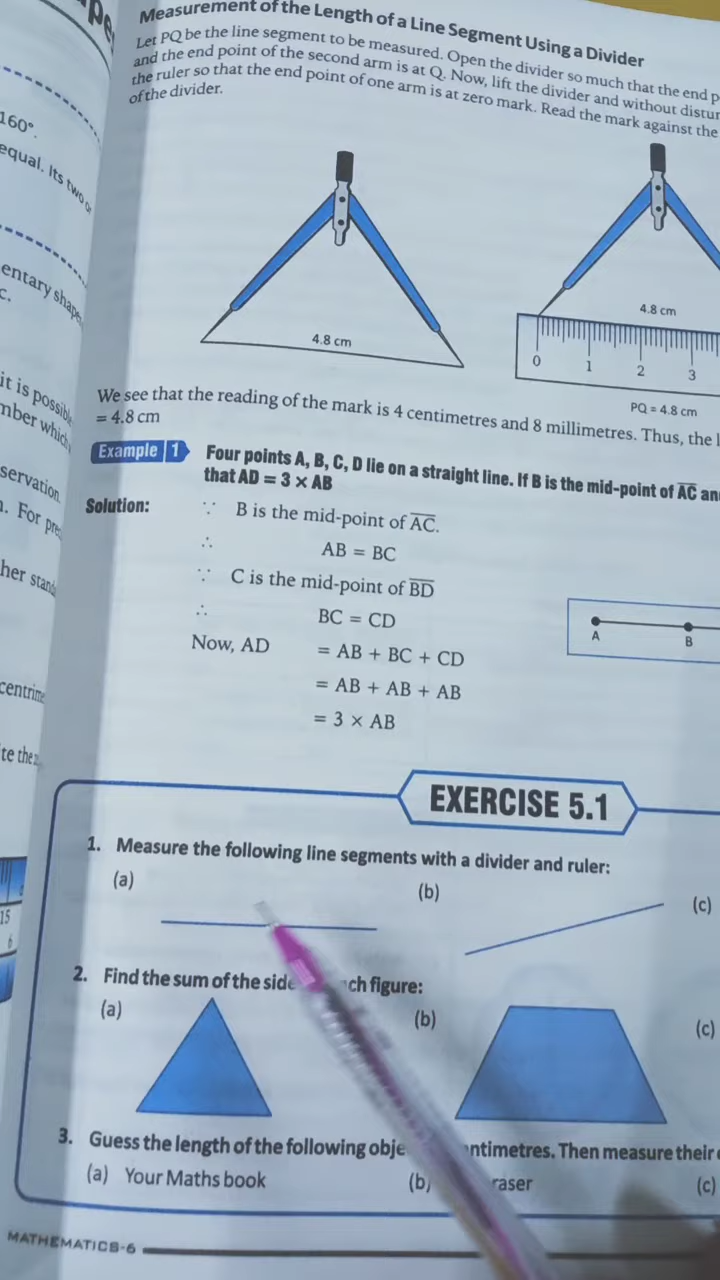 160°.
equal. Its two
entary shape
c.
it is possible
mber which
servation
n. For pre
her stand
centrime
te the
15
6
Measurement of the Length of a Line Segment Using a Divider
Let PQ be the line segment to be measured. Open the divider so much that the end p
and the end point of the second arm is at Q. Now, lift the divider and without distur
the ruler so that the end point of one arm is at zero mark. Read the mark against the
of the divider.
4.8 cm
4.8 cm
0 1 2 3
PQ = 4.8 cm
We see that the reading of the mark is 4 centimetres and 8 millimetres. Thus, the l
= 4.8 cm
Example 1 Four points A, B, C, D lie on a straight line. If B is the mid-point of A̅C̅ an
that AD = 3 × AB
Solution: ∵ B is the mid-point of A̅C̅.
∴ AB = BC
∵ C is the mid-point of B̅D̅
∴ BC = CD
Now, AD = AB + BC + CD
= AB + AB + AB
= 3 × AB
A B
EXERCISE 5.1
1. Measure the following line segments with a divider and ruler:
(a) (b) (c)
2. Find the sum of the side ch figure:
(a) (b) (c)
3. Guess the length of the following obje ntimetres. Then measure their
(a) Your Maths book (b) raser (c)
MATHEMATICS-6